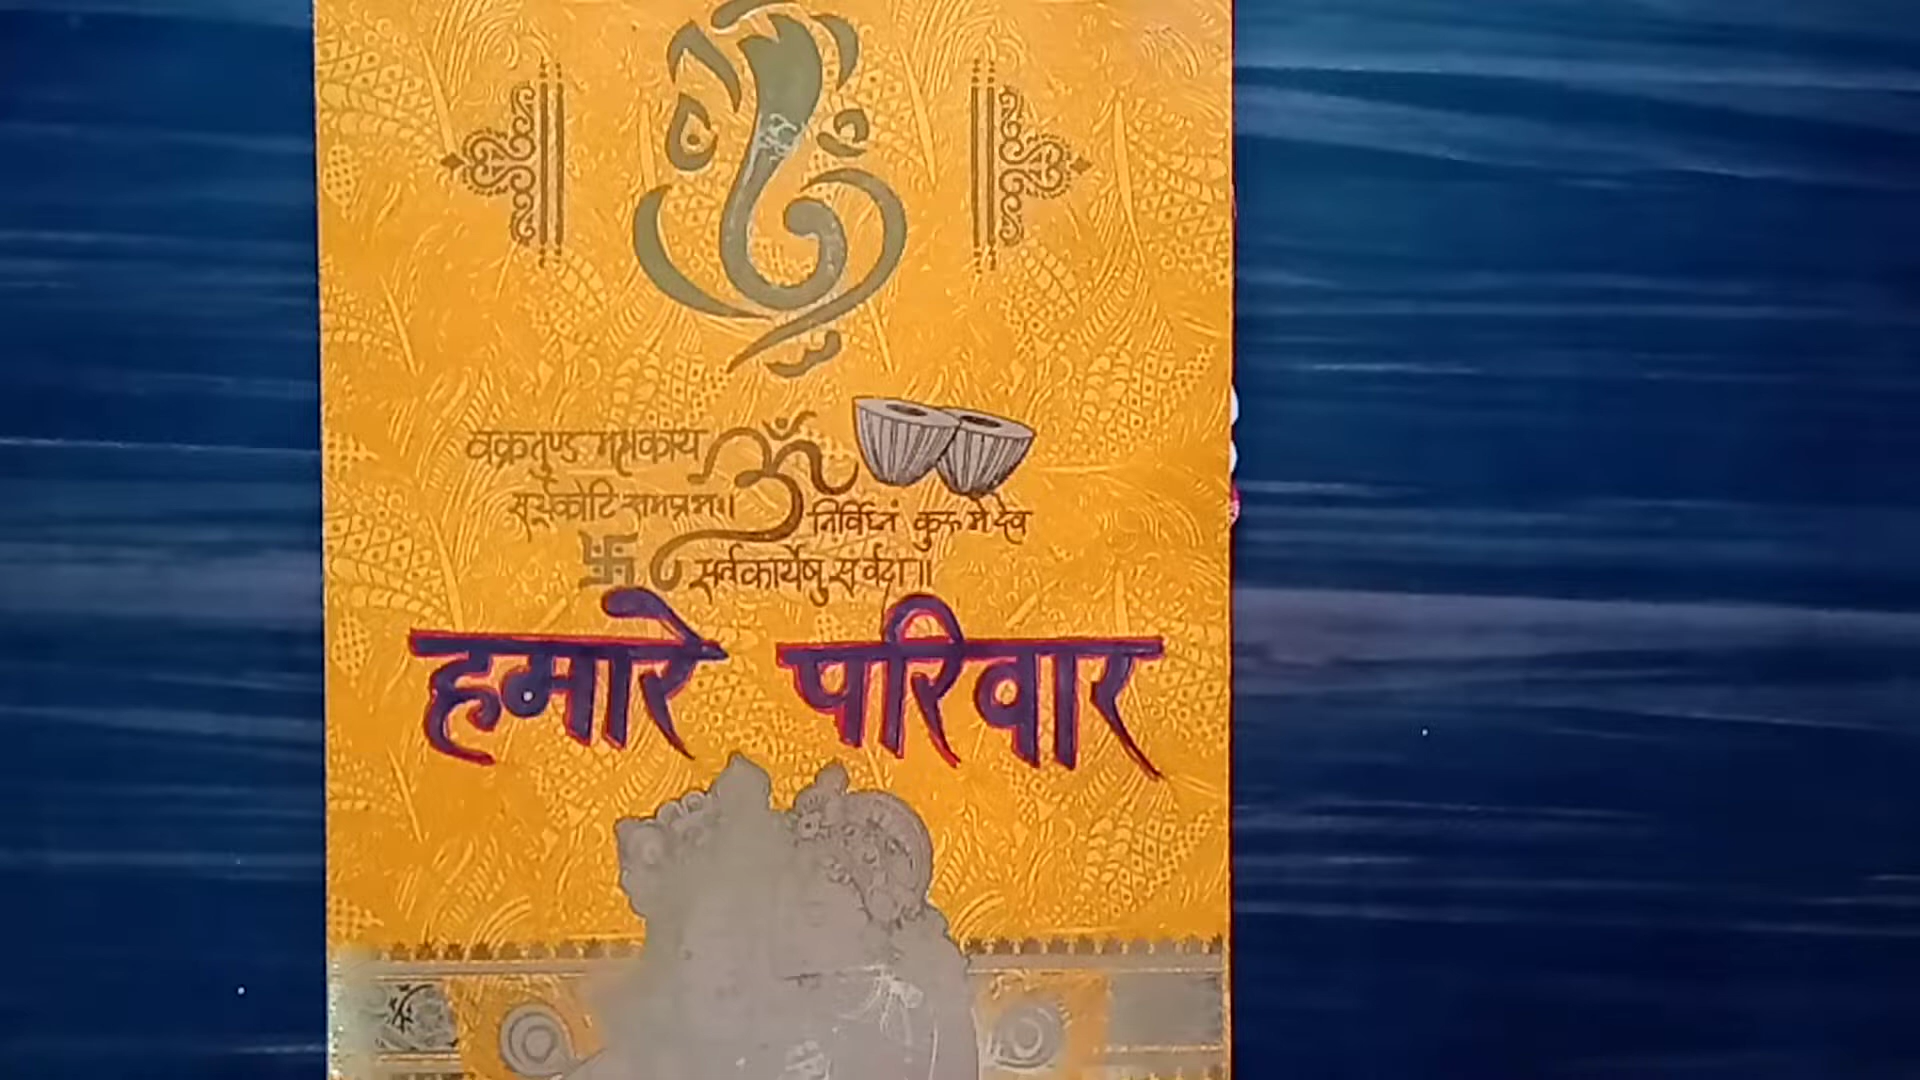 वक्रतुण्ड महाकाय
सूर्यकोटि समप्रभः॥
ॐ
निर्विघ्नं कुरु मे देव
सर्वकार्येषु सर्वदा॥
हमारे परिवार